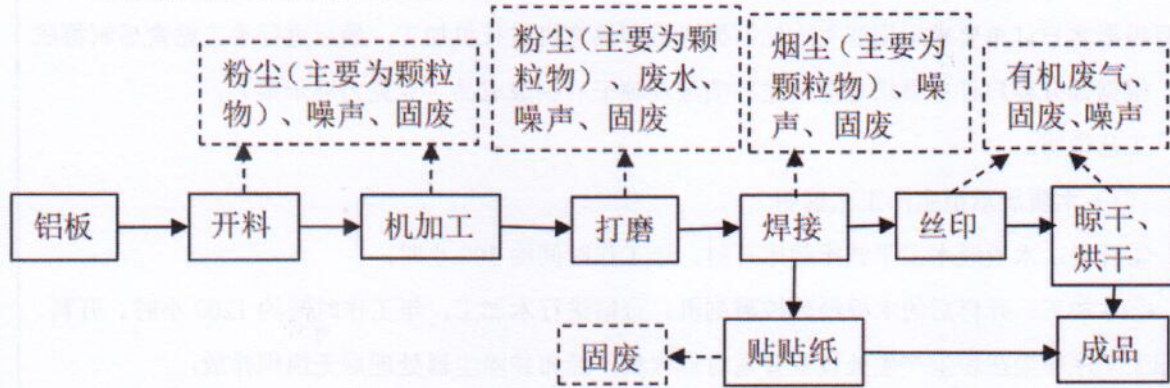 粉尘(主要为颗粒
物)、噪声、固废
粉尘(主要为颗
粒物)、废水、
噪声、固废
烟尘(主要为
颗粒物)、噪
声、固废
有机废气、
固废、噪声
铝板
开料
机加工
打磨
焊接
丝印
晾干、
烘干
固废
贴贴纸
成品